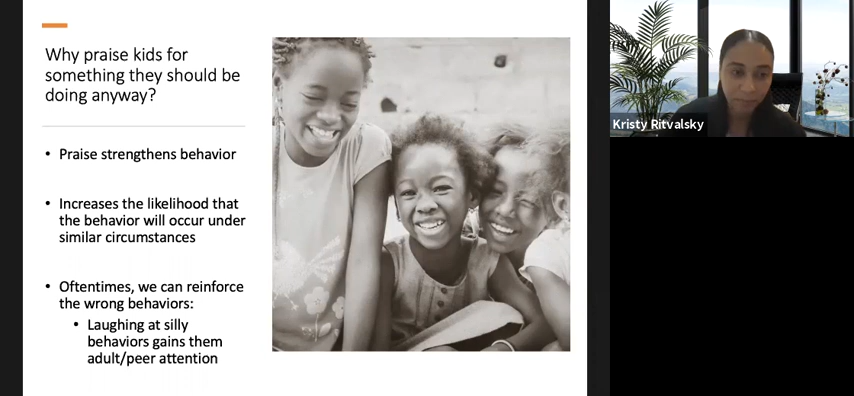 Why praise kids for
something they should be
doing anyway?
• Praise strengthens behavior
• Increases the likelihood that
the behavior will occur under
similar circumstances
• Oftentimes, we can reinforce
the wrong behaviors:
• Laughing at silly
behaviors gains them
adult/peer attention
Kristy Ritvalsky